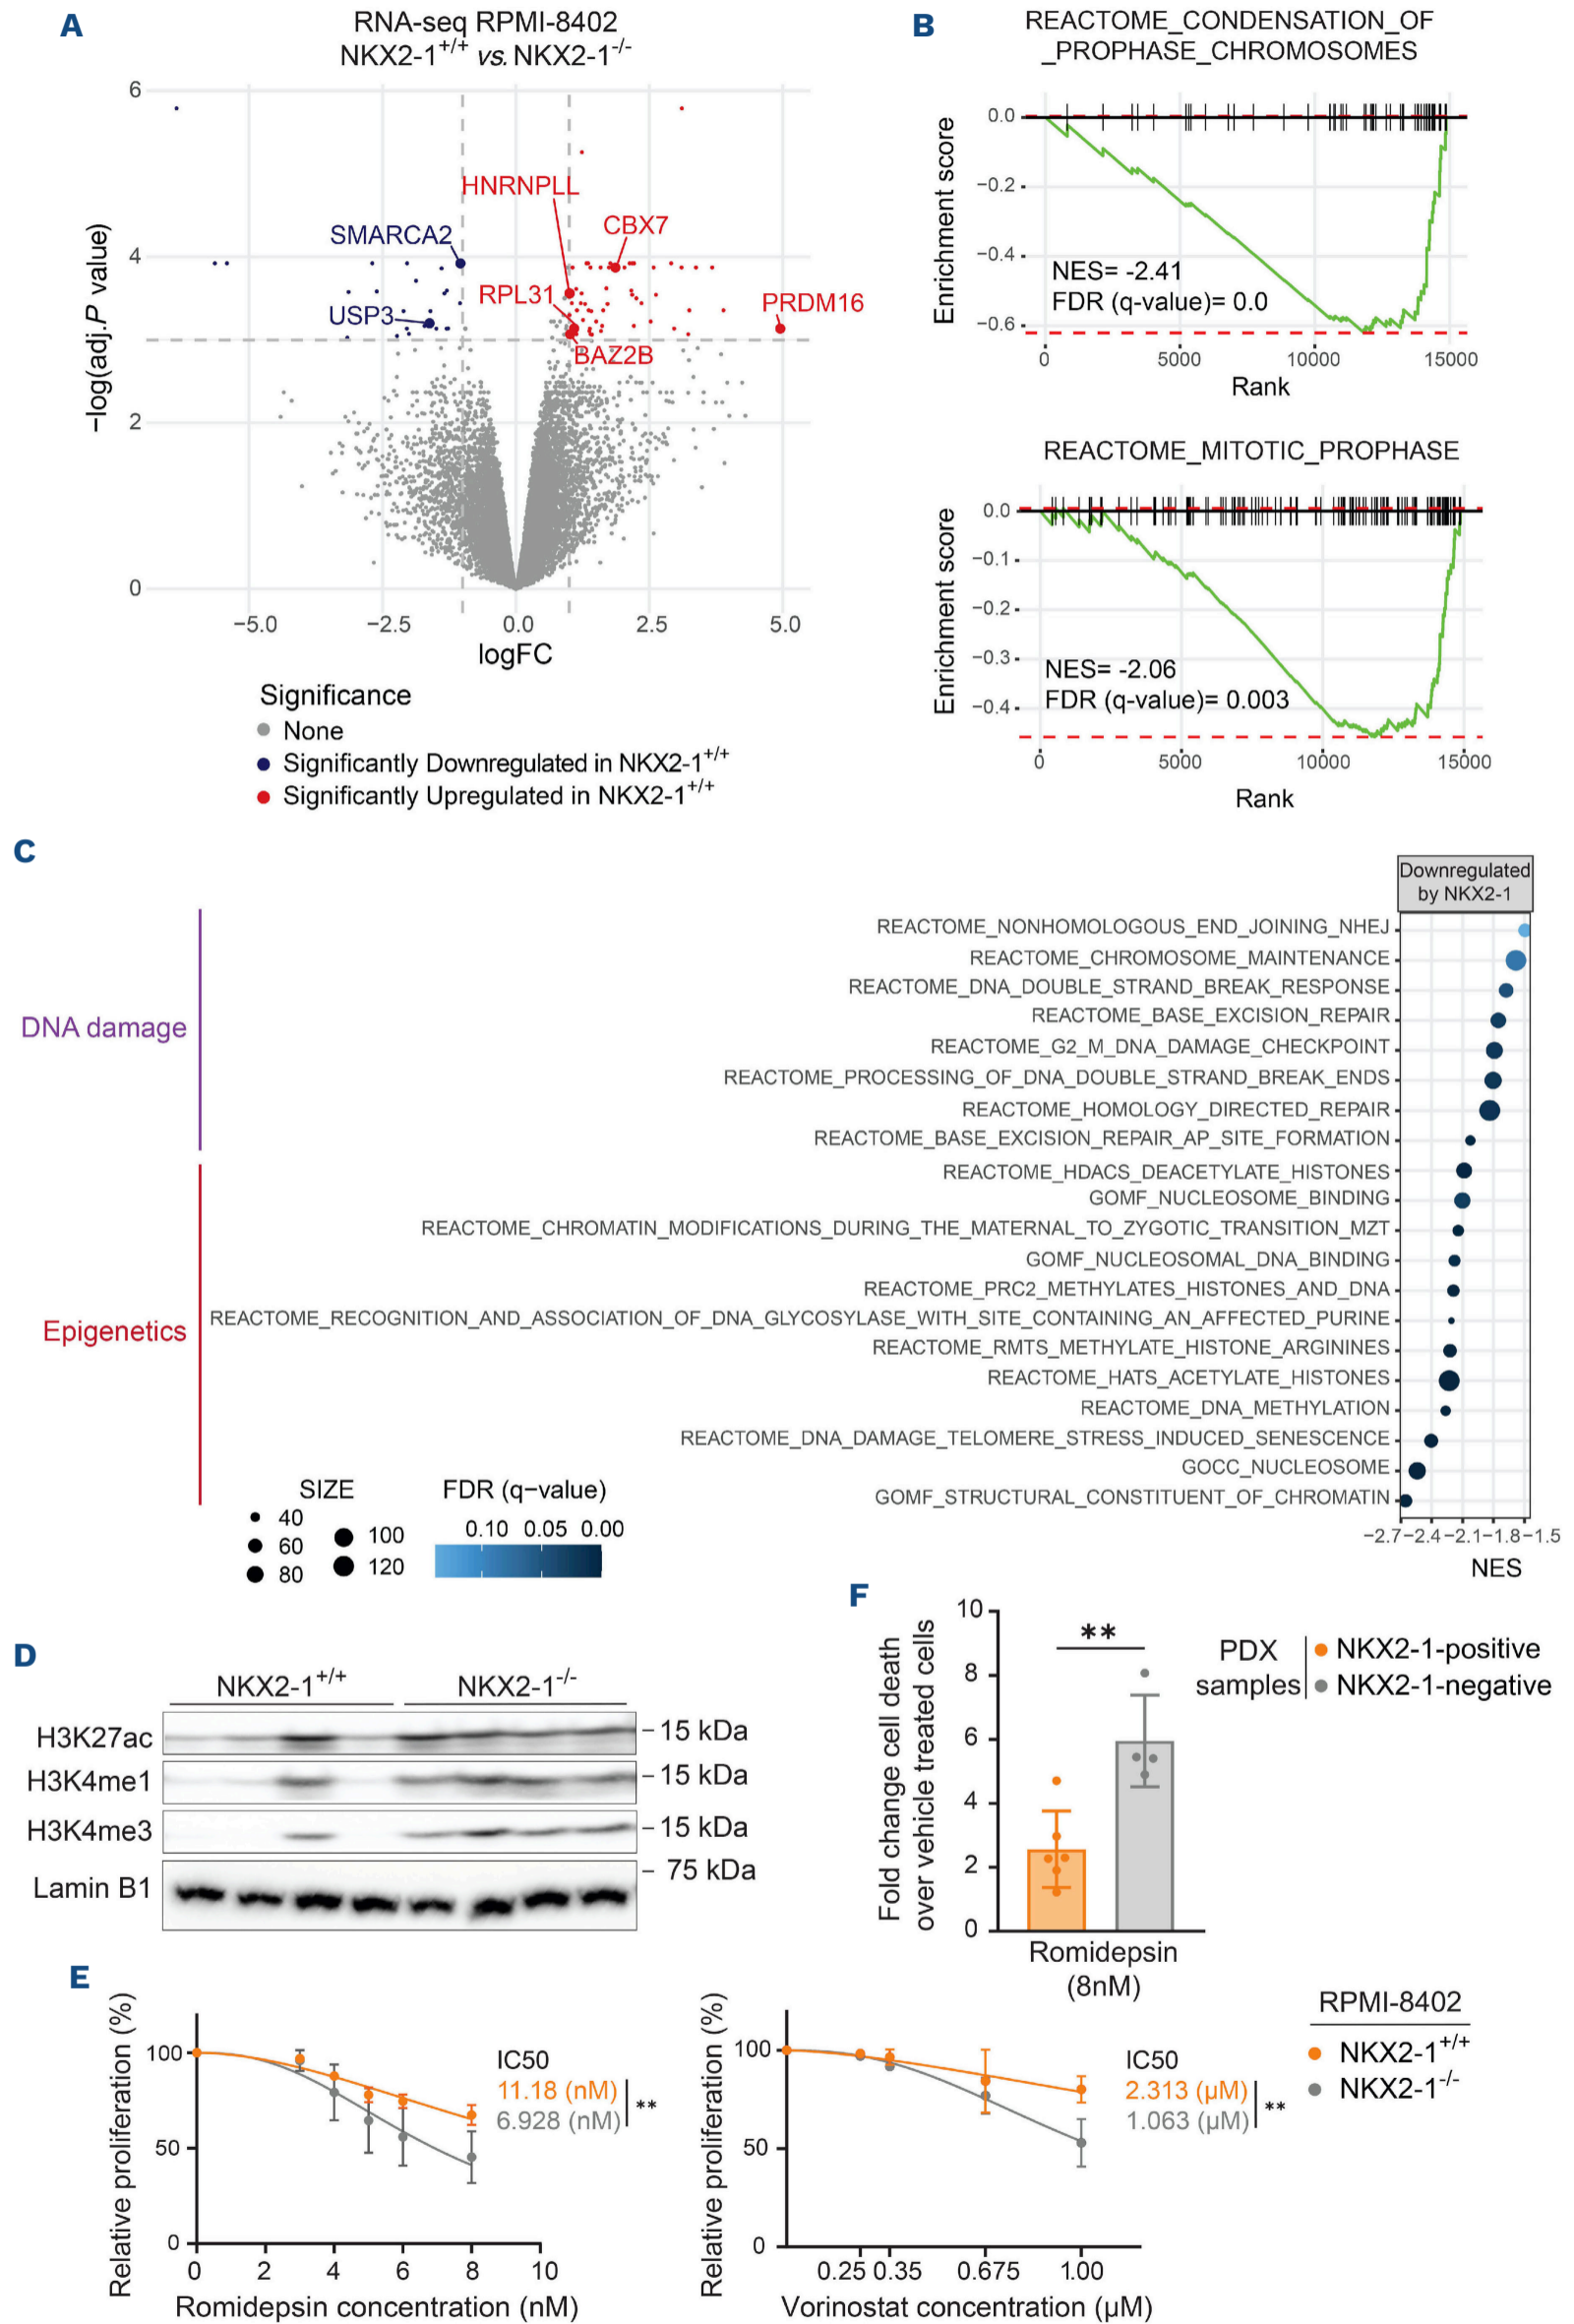 A
RNA-seq RPMI-8402
NKX2-1+/+ vs. NKX2-1-/-
−log(adj.P value)
6
4
2
0
HNRNPLL
SMARCA2
CBX7
RPL31
USP3
PRDM16
BAZ2B
−5.0
−2.5
0.0
2.5
5.0
logFC
Significance
None
Significantly Downregulated in NKX2-1+/+
Significantly Upregulated in NKX2-1+/+
B
REACTOME_CONDENSATION_OF
_PROPHASE_CHROMOSOMES
Enrichment score
0.0
−0.2
−0.4
−0.6
NES= -2.41
FDR (q-value)= 0.0
0
5000
10000
15000
Rank
REACTOME_MITOTIC_PROPHASE
Enrichment score
0.0
−0.1
−0.2
−0.3
−0.4
NES= -2.06
FDR (q-value)= 0.003
0
5000
10000
15000
Rank
C
Downregulated
by NKX2-1
DNA damage
REACTOME_NONHOMOLOGOUS_END_JOINING_NHEJ
REACTOME_CHROMOSOME_MAINTENANCE
REACTOME_DNA_DOUBLE_STRAND_BREAK_RESPONSE
REACTOME_BASE_EXCISION_REPAIR
REACTOME_G2_M_DNA_DAMAGE_CHECKPOINT
REACTOME_PROCESSING_OF_DNA_DOUBLE_STRAND_BREAK_ENDS
REACTOME_HOMOLOGY_DIRECTED_REPAIR
REACTOME_BASE_EXCISION_REPAIR_AP_SITE_FORMATION
Epigenetics
REACTOME_HDACS_DEACETYLATE_HISTONES
GOMF_NUCLEOSOME_BINDING
REACTOME_CHROMATIN_MODIFICATIONS_DURING_THE_MATERNAL_TO_ZYGOTIC_TRANSITION_MZT
GOMF_NUCLEOSOMAL_DNA_BINDING
REACTOME_PRC2_METHYLATES_HISTONES_AND_DNA
REACTOME_RECOGNITION_AND_ASSOCIATION_OF_DNA_GLYCOSYLASE_WITH_SITE_CONTAINING_AN_AFFECTED_PURINE
REACTOME_RMTS_METHYLATE_HISTONE_ARGININES
REACTOME_HATS_ACETYLATE_HISTONES
REACTOME_DNA_METHYLATION
REACTOME_DNA_DAMAGE_TELOMERE_STRESS_INDUCED_SENESCENCE
GOCC_NUCLEOSOME
GOMF_STRUCTURAL_CONSTITUENT_OF_CHROMATIN
−2.7 −2.4 −2.1 −1.8 −1.5
NES
SIZE
40
60
80
100
120
FDR (q−value)
0.10 0.05 0.00
D
NKX2-1+/+
NKX2-1-/-
H3K27ac
15 kDa
H3K4me1
15 kDa
H3K4me3
15 kDa
Lamin B1
75 kDa
F
Fold change cell death
over vehicle treated cells
10
8
6
4
2
0
**
Romidepsin
(8nM)
PDX
samples
NKX2-1-positive
NKX2-1-negative
E
Relative proliferation (%)
100
50
0
IC50
11.18 (nM)
6.928 (nM)
**
0 2 4 6 8 10
Romidepsin concentration (nM)
Relative proliferation (%)
100
50
0
IC50
2.313 (µM)
1.063 (µM)
**
0.25 0.35 0.675 1.00
Vorinostat concentration (µM)
RPMI-8402
NKX2-1+/+
NKX2-1-/-